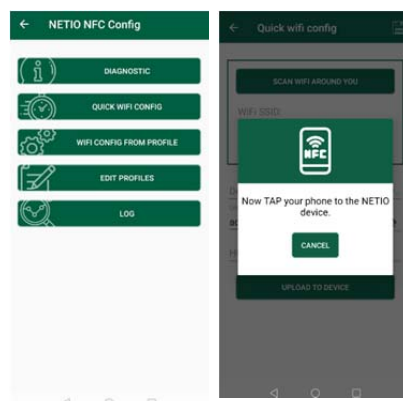 NETIO NFC Config
DIAGNOSTIC
QUICK WIFI CONFIG
WIFI CONFIG FROM PROFILE
EDIT PROFILES
LOG
Quick wifi config
SCAN WIFI AROUND YOU
WiFi SSID:
NFC
Now TAP your phone to the NETIO
device.
CANCEL
UPLOAD TO DEVICE